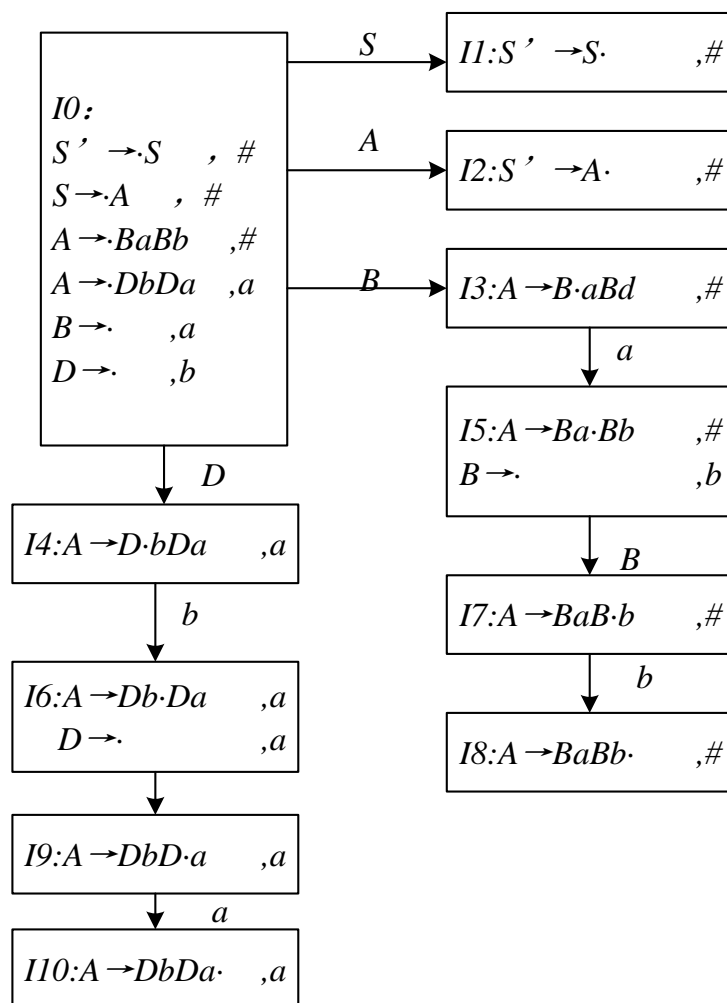 I0：
S’→·S ，#
S→·A ，#
A→·BaBb ,#
A→·DbDa ,a
B→· ,a
D→· ,b
S
I1:S’→S· ,#
A
I2:S’→A· ,#
B
I3:A→B·aBd ,#
a
I5:A→Ba·Bb ,#
B→· ,b
B
I7:A→BaB·b ,#
b
I8:A→BaBb· ,#
D
I4:A→D·bDa ,a
b
I6:A→Db·Da ,a
D→· ,a
I9:A→DbD·a ,a
a
I10:A→DbDa· ,a